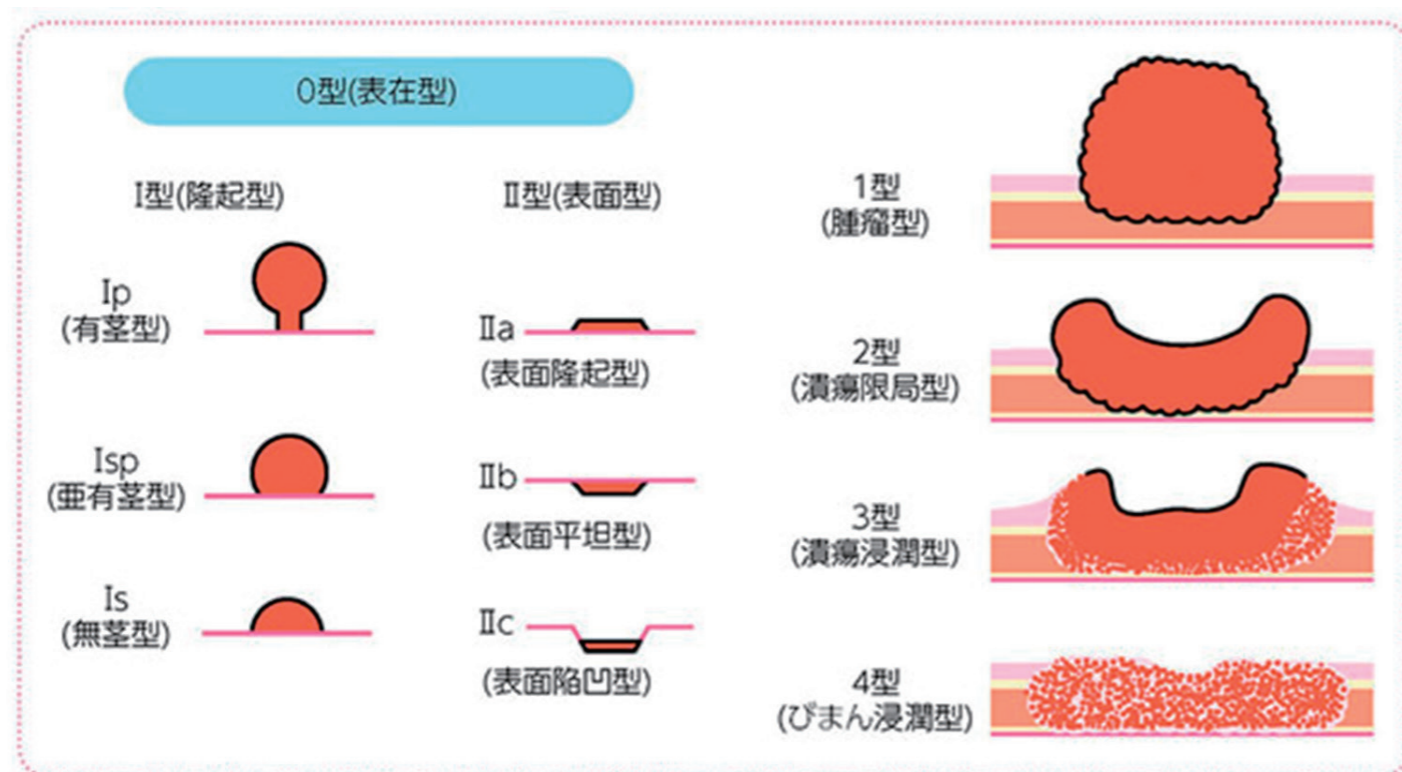 0型(表在型)
Ⅰ型(隆起型)
Ip
(有茎型)
Isp
(亜有茎型)
Is
(無茎型)
Ⅱ型(表面型)
Ⅱa
(表面隆起型)
Ⅱb
(表面平坦型)
Ⅱc
(表面陥凹型)
1型
(腫瘤型)
2型
(潰瘍限局型)
3型
(潰瘍浸潤型)
4型
(びまん浸潤型)